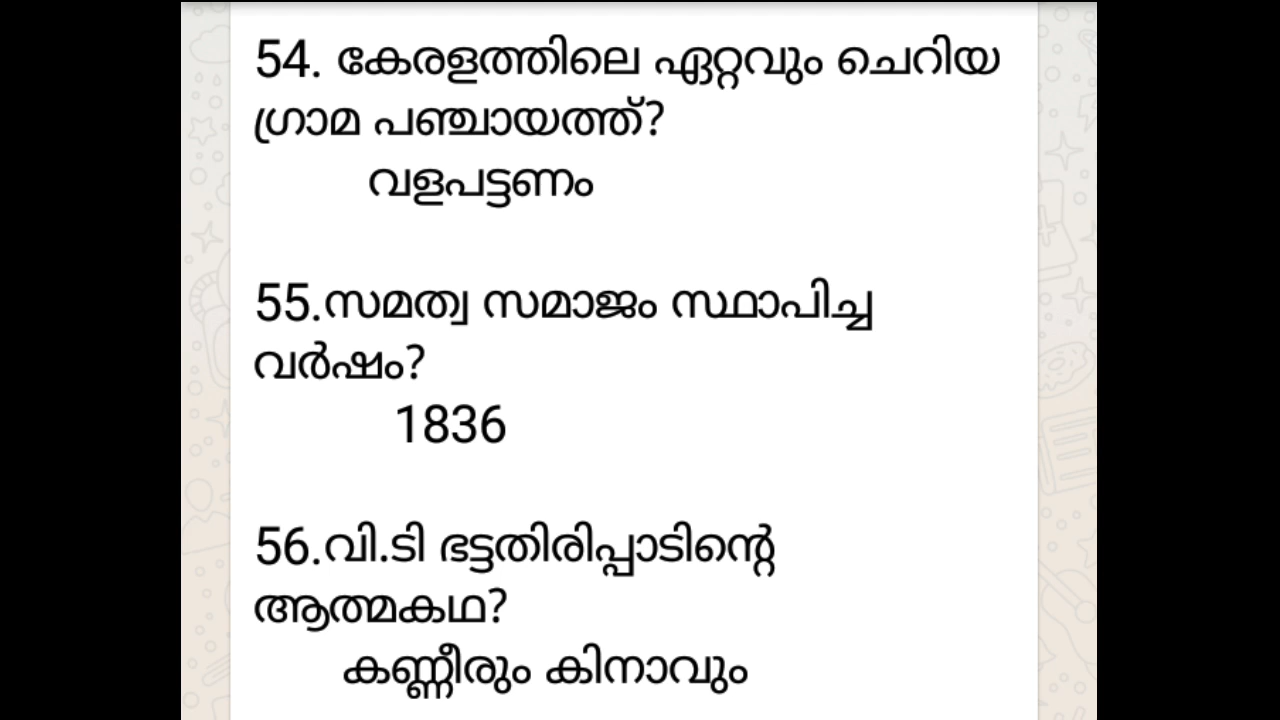 54. കേരളത്തിലെ ഏറ്റവും ചെറിയ
ഗ്രാമ പഞ്ചായത്ത്?
വളപട്ടണം
55.സമത്വ സമാജം സ്ഥാപിച്ച
വർഷം?
1836
56.വി.ടി ഭട്ടതിരിപ്പാടിന്റെ
ആത്മകഥ?
കണ്ണീരും കിനാവും